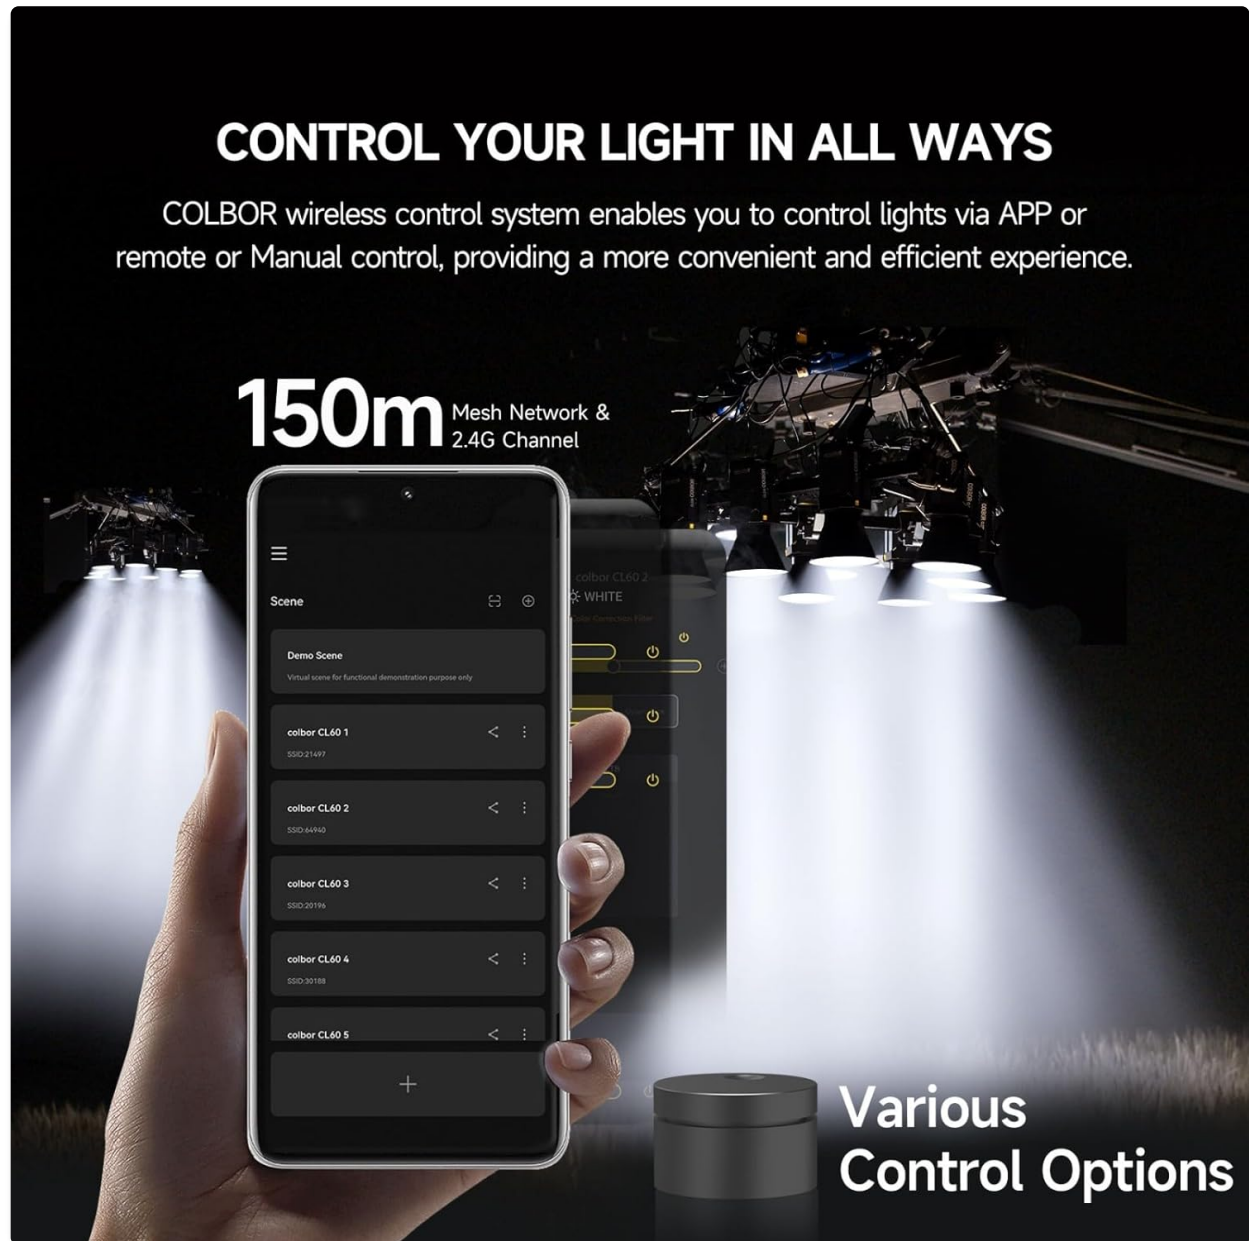 CONTROL YOUR LIGHT IN ALL WAYS
COLBOR wireless control system enables you to control lights via APP or
remote or Manual control, providing a more convenient and efficient experience.
150m
Mesh Network &
2.4G Channel
Scene
Demo Scene
Virtual scene for functional demonstration purpose only
colbor CL60 1
SSID:21497
colbor CL60 2
SSID:64940
colbor CL60 3
SSID:20196
colbor CL60 4
SSID:30188
colbor CL60 5
colbor CL60 2
WHITE
Color Correction Filter
Various
Control Options